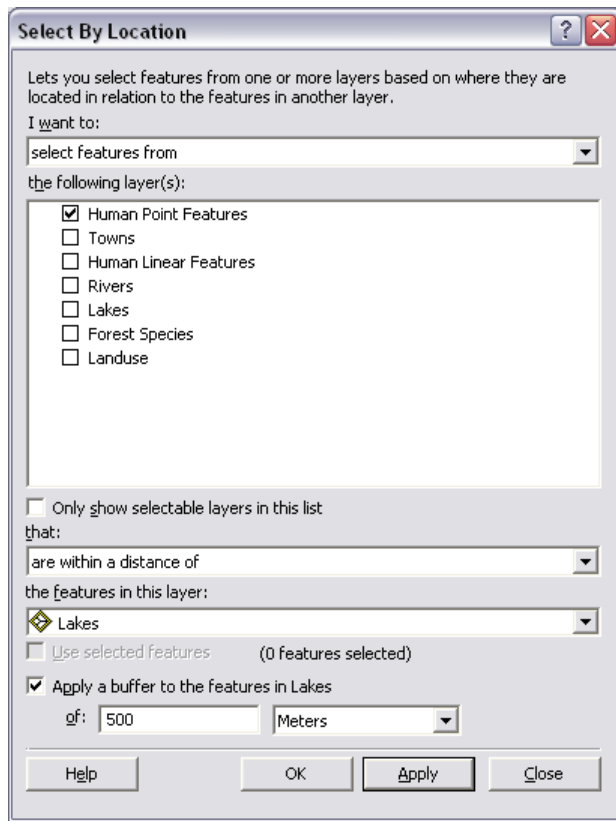 Select By Location
Lets you select features from one or more layers based on where they are
located in relation to the features in another layer.
I want to:
select features from
the following layer(s):
Human Point Features
Towns
Human Linear Features
Rivers
Lakes
Forest Species
Landuse
Only show selectable layers in this list
that:
are within a distance of
the features in this layer:
Lakes
Use selected features (0 features selected)
Apply a buffer to the features in Lakes
of: 500 Meters
Help OK Apply Close